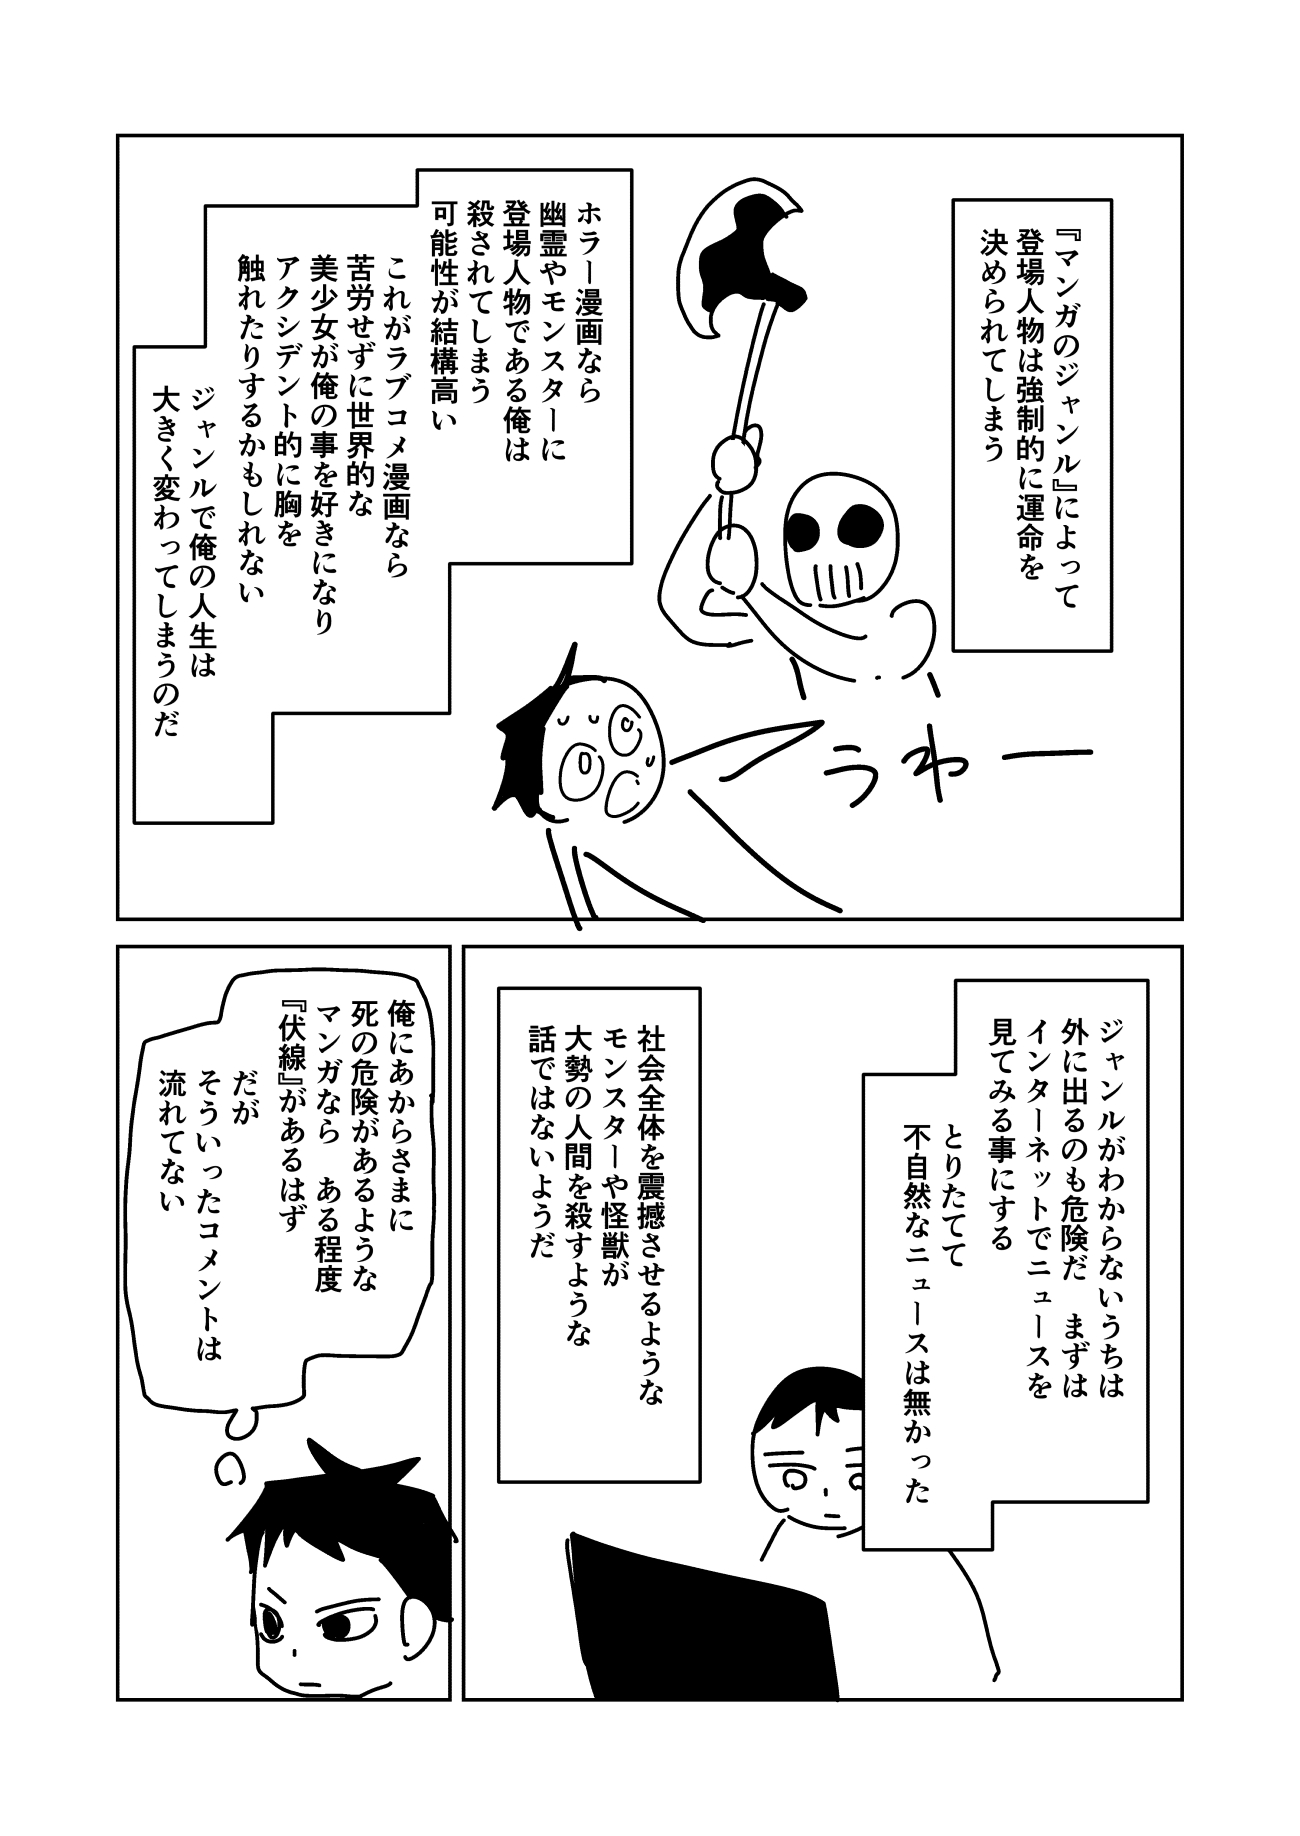 『マンガのジャンル』によって
登場人物は強制的に運命を
決められてしまう
ホラー漫画なら
幽霊やモンスターに
登場人物である俺は
殺されてしまう
可能性が結構高い
これがラブコメ漫画なら
苦労せずに世界的な
美少女が俺の事を好きになり
アクシデント的に胸を
触れたりするかもしれない
ジャンルで俺の人生は
大きく変わってしまうのだ
うわー
ジャンルがわからないうちは
外に出るのも危険だ　まずは
インターネットでニュースを
見てみる事にする
とりたてて
不自然なニュースは無かった
社会全体を震撼させるような
モンスターや怪獣が
大勢の人間を殺すような
話ではないようだ
俺にあからさまに
死の危険があるような
マンガなら　ある程度
『伏線』があるはず
だが
そういったコメントは
流れてない